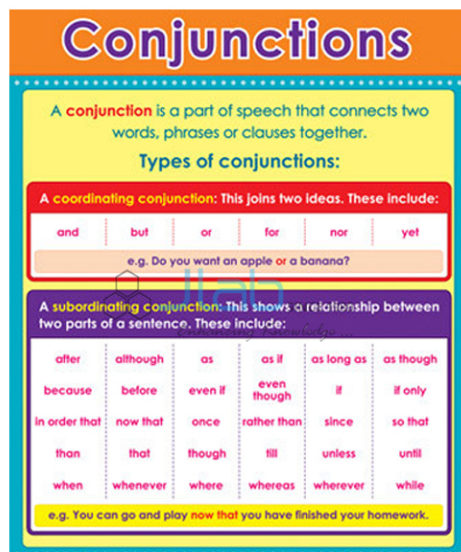 Conjunctions
A conjunction is a part of speech that connects two
words, phrases or clauses together.
Types of conjunctions:
A coordinating conjunction: This joins two ideas. These include:
and but or for nor yet
e.g. Do you want an apple or a banana?
Jlab
A subordinating conjunction: This shows a relationship between
two parts of a sentence. These include:
Enhancing Knowledge ...
after although as as if as long as as though
because before even if even though if if only
in order that now that once rather than since so that
than that though till unless until
when whenever where whereas wherever while
e.g. You can go and play now that you have finished your homework.